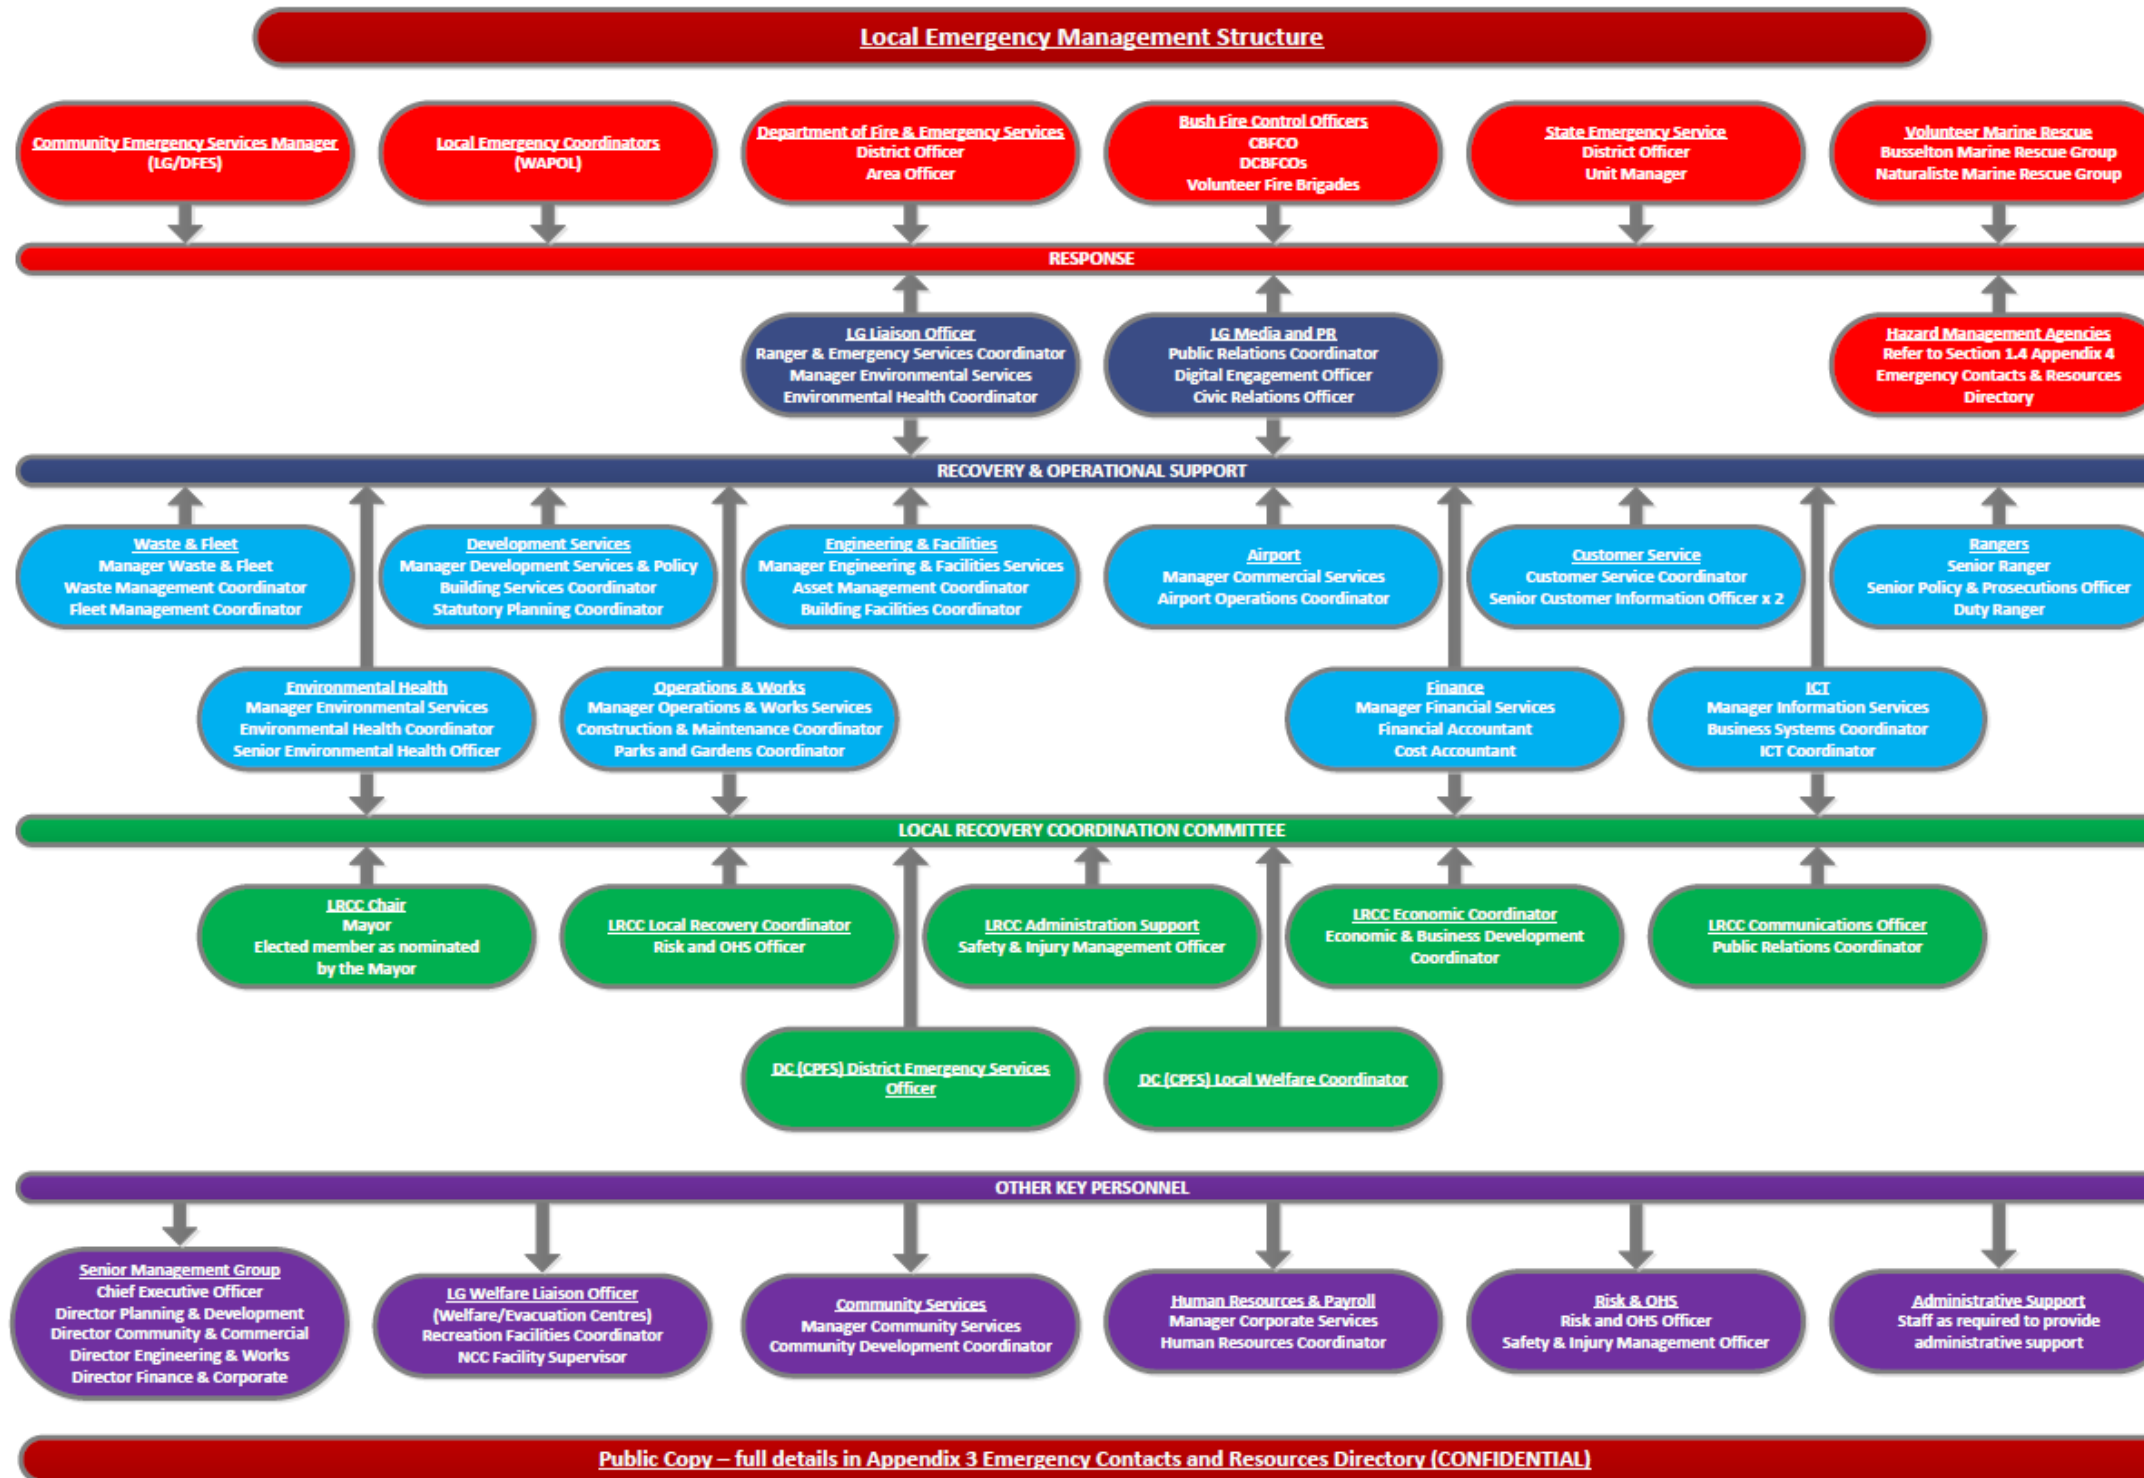 Local Emergency Management Structure
Community Emergency Services Manager
(LG/DFES)
Local Emergency Coordinators
(WAPOL)
Department of Fire & Emergency Services
District Officer
Area Officer
Bush Fire Control Officers
CBFCO
DCBFCOs
Volunteer Fire Brigades
State Emergency Service
District Officer
Unit Manager
Volunteer Marine Rescue
Busselton Marine Rescue Group
Naturaliste Marine Rescue Group
RESPONSE
LG Liaison Officer
Ranger & Emergency Services Coordinator
Manager Environmental Services
Environmental Health Coordinator
LG Media and PR
Public Relations Coordinator
Digital Engagement Officer
Civic Relations Officer
Hazard Management Agencies
Refer to Section 1.4 Appendix 4
Emergency Contacts & Resources
Directory
RECOVERY & OPERATIONAL SUPPORT
Waste & Fleet
Manager Waste & Fleet
Waste Management Coordinator
Fleet Management Coordinator
Development Services
Manager Development Services & Policy
Building Services Coordinator
Statutory Planning Coordinator
Engineering & Facilities
Manager Engineering & Facilities Services
Asset Management Coordinator
Building Facilities Coordinator
Airport
Manager Commercial Services
Airport Operations Coordinator
Customer Service
Customer Service Coordinator
Senior Customer Information Officer x 2
Rangers
Senior Ranger
Senior Policy & Prosecutions Officer
Duty Ranger
Environmental Health
Manager Environmental Services
Environmental Health Coordinator
Senior Environmental Health Officer
Operations & Works
Manager Operations & Works Services
Construction & Maintenance Coordinator
Parks and Gardens Coordinator
Finance
Manager Financial Services
Financial Accountant
Cost Accountant
ICT
Manager Information Services
Business Systems Coordinator
ICT Coordinator
LOCAL RECOVERY COORDINATION COMMITTEE
LRCC Chair
Mayor
Elected member as nominated
by the Mayor
LRCC Local Recovery Coordinator
Risk and OHS Officer
LRCC Administration Support
Safety & Injury Management Officer
LRCC Economic Coordinator
Economic & Business Development
Coordinator
LRCC Communications Officer
Public Relations Coordinator
DC (CPFS) District Emergency Services
Officer
DC (CPFS) Local Welfare Coordinator
OTHER KEY PERSONNEL
Senior Management Group
Chief Executive Officer
Director Planning & Development
Director Community & Commercial
Director Engineering & Works
Director Finance & Corporate
LG Welfare Liaison Officer
(Welfare/Evacuation Centres)
Recreation Facilities Coordinator
NCC Facility Supervisor
Community Services
Manager Community Services
Community Development Coordinator
Human Resources & Payroll
Manager Corporate Services
Human Resources Coordinator
Risk & OHS
Risk and OHS Officer
Safety & Injury Management Officer
Administrative Support
Staff as required to provide
administrative support
Public Copy – full details in Appendix 3 Emergency Contacts and Resources Directory (CONFIDENTIAL)